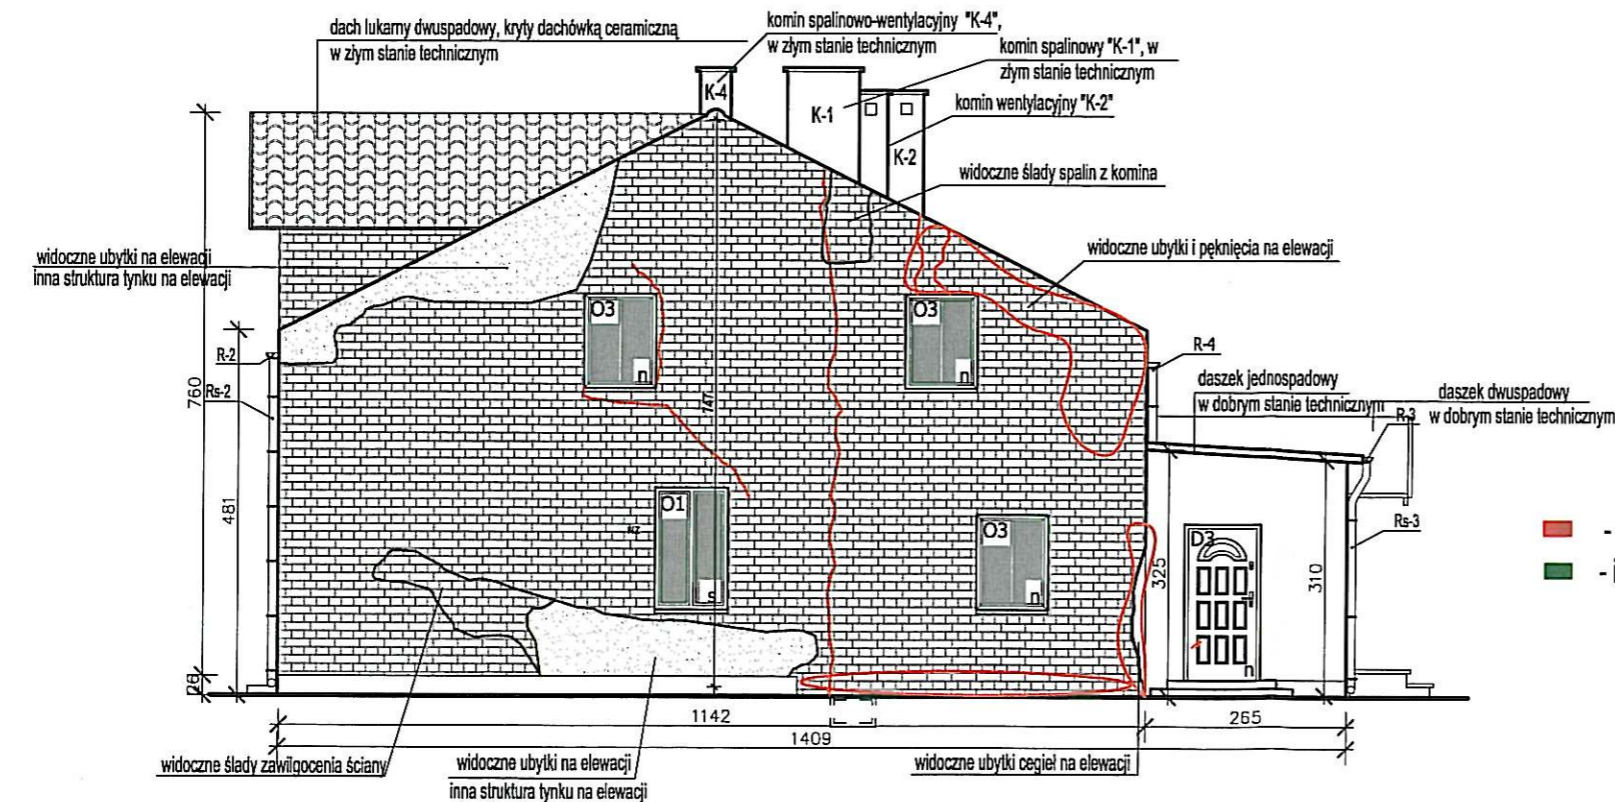 dach lukarny dwuspadowy, kryty dachówką ceramiczną
w złym stanie technicznym
komin spalinowo-wentylacyjny "K-4",
w złym stanie technicznym
komin spalinowy "K-1", w
złym stanie technicznym
komin wentylacyjny "K-2"
K-4
K-1
K-2
widoczne ślady spalin z komina
widoczne ubytki na elewacji
inna struktura tynku na elewacji
widoczne ubytki i pęknięcia na elewacji
O3
n
O3
n
R-2
Rs-2
R-4
daszek jednospadowy
w dobrym stanie technicznym
daszek dwuspadowy
w dobrym stanie technicznym
R-3
760
481
26
747
O1
s
NZ
O3
n
D3
n
325
310
Rs-3
-
-
1142
265
1409
widoczne ślady zawilgocenia ściany
widoczne ubytki na elewacji
inna struktura tynku na elewacji
widoczne ubytki cegieł na elewacji